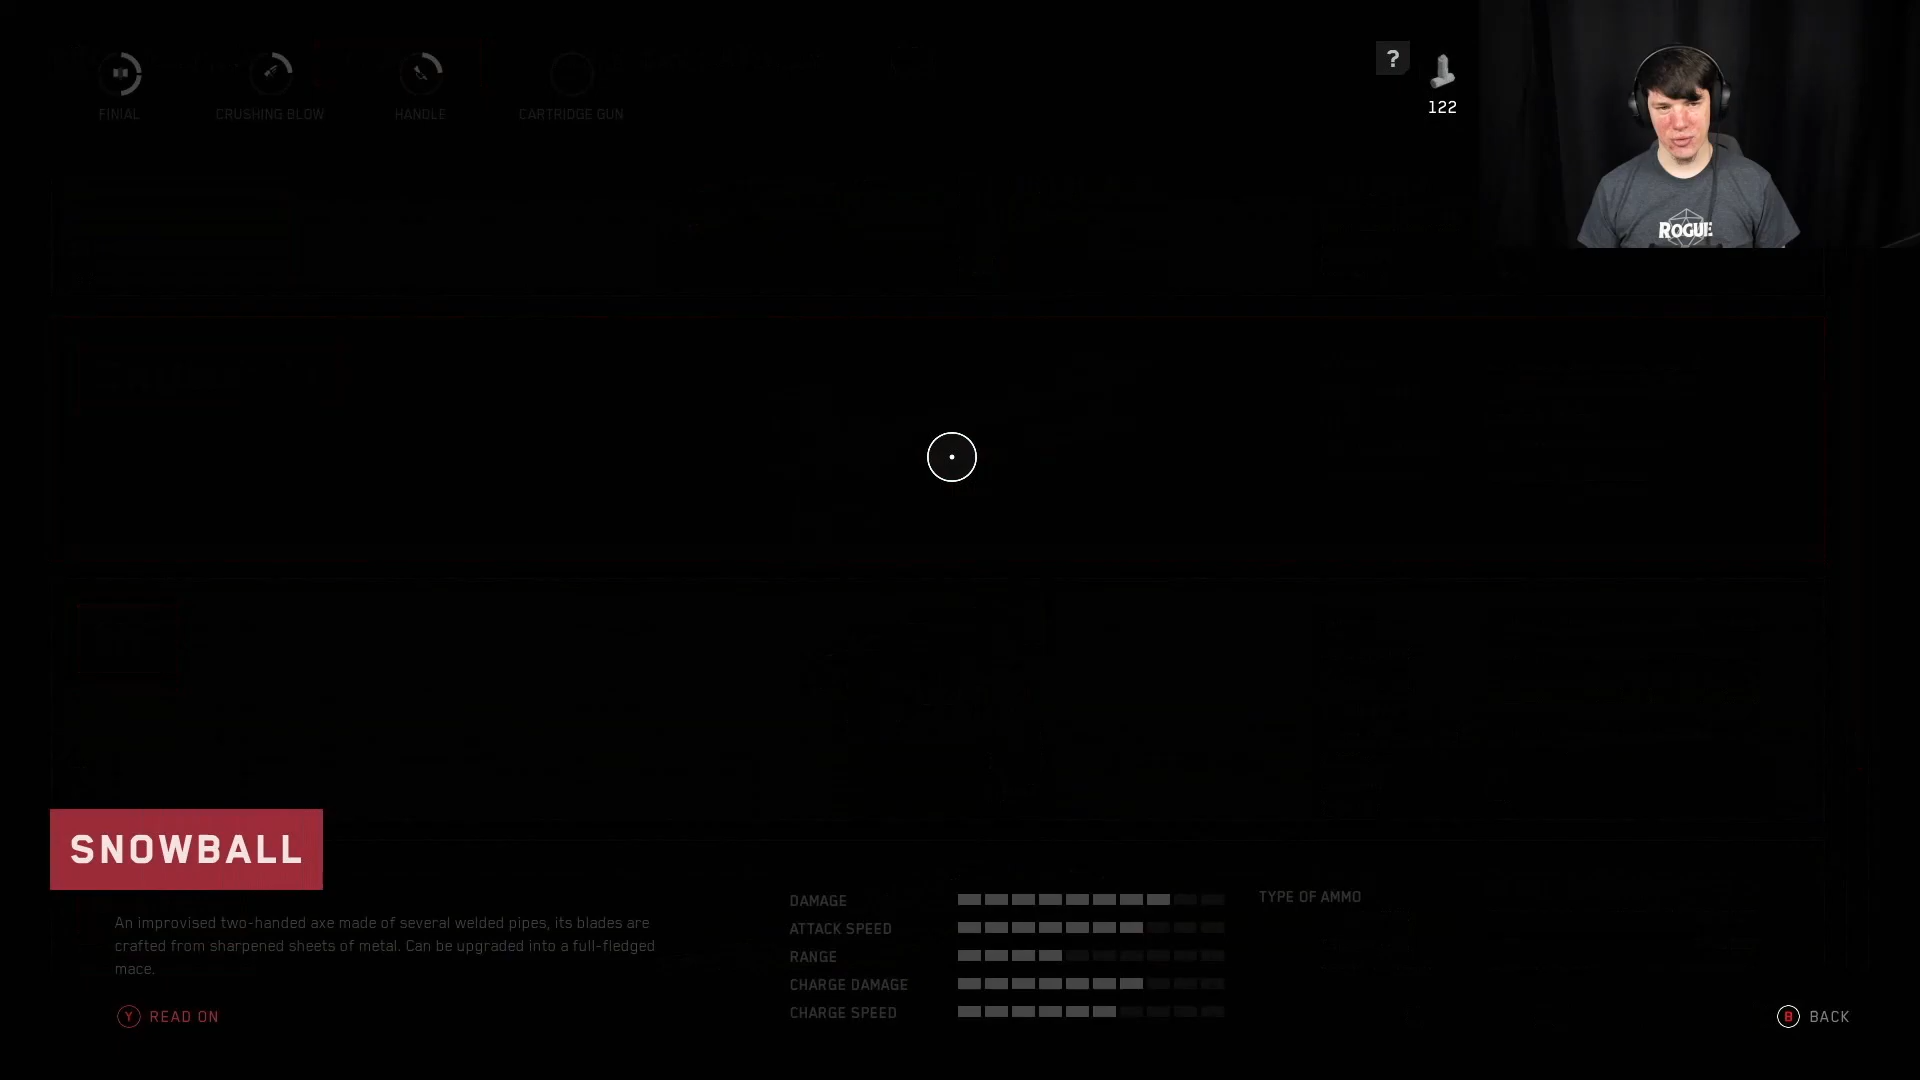 FINIAL
CRUSHING BLOW
HANDLE
CARTRIDGE GUN
?
122
ROGUE
SNOWBALL
An improvised two-handed axe made of several welded pipes, its blades are
crafted from sharpened sheets of metal. Can be upgraded into a full-fledged
mace.
Y READ ON
DAMAGE
ATTACK SPEED
RANGE
CHARGE DAMAGE
CHARGE SPEED
TYPE OF AMMO
B BACK